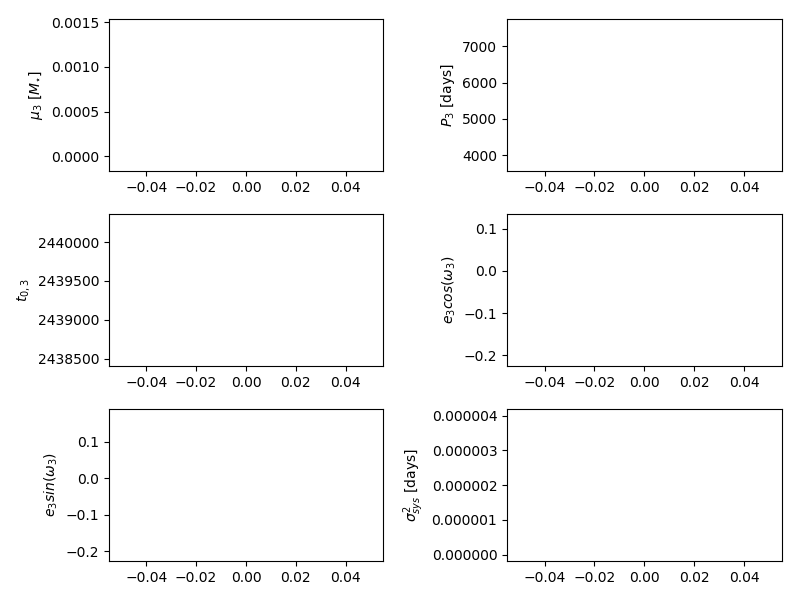 0.0015
0.0010
0.0005
0.0000
μ₃ [M⋆]
−0.04 −0.02 0.00 0.02 0.04
7000
6000
5000
4000
P₃ [days]
−0.04 −0.02 0.00 0.02 0.04
2440000
2439500
2439000
2438500
t₀,₃
−0.04 −0.02 0.00 0.02 0.04
0.1
0.0
−0.1
−0.2
e₃cos(ω₃)
−0.04 −0.02 0.00 0.02 0.04
0.1
0.0
−0.1
−0.2
e₃sin(ω₃)
−0.04 −0.02 0.00 0.02 0.04
0.000004
0.000003
0.000002
0.000001
0.000000
σ²sys [days]
−0.04 −0.02 0.00 0.02 0.04